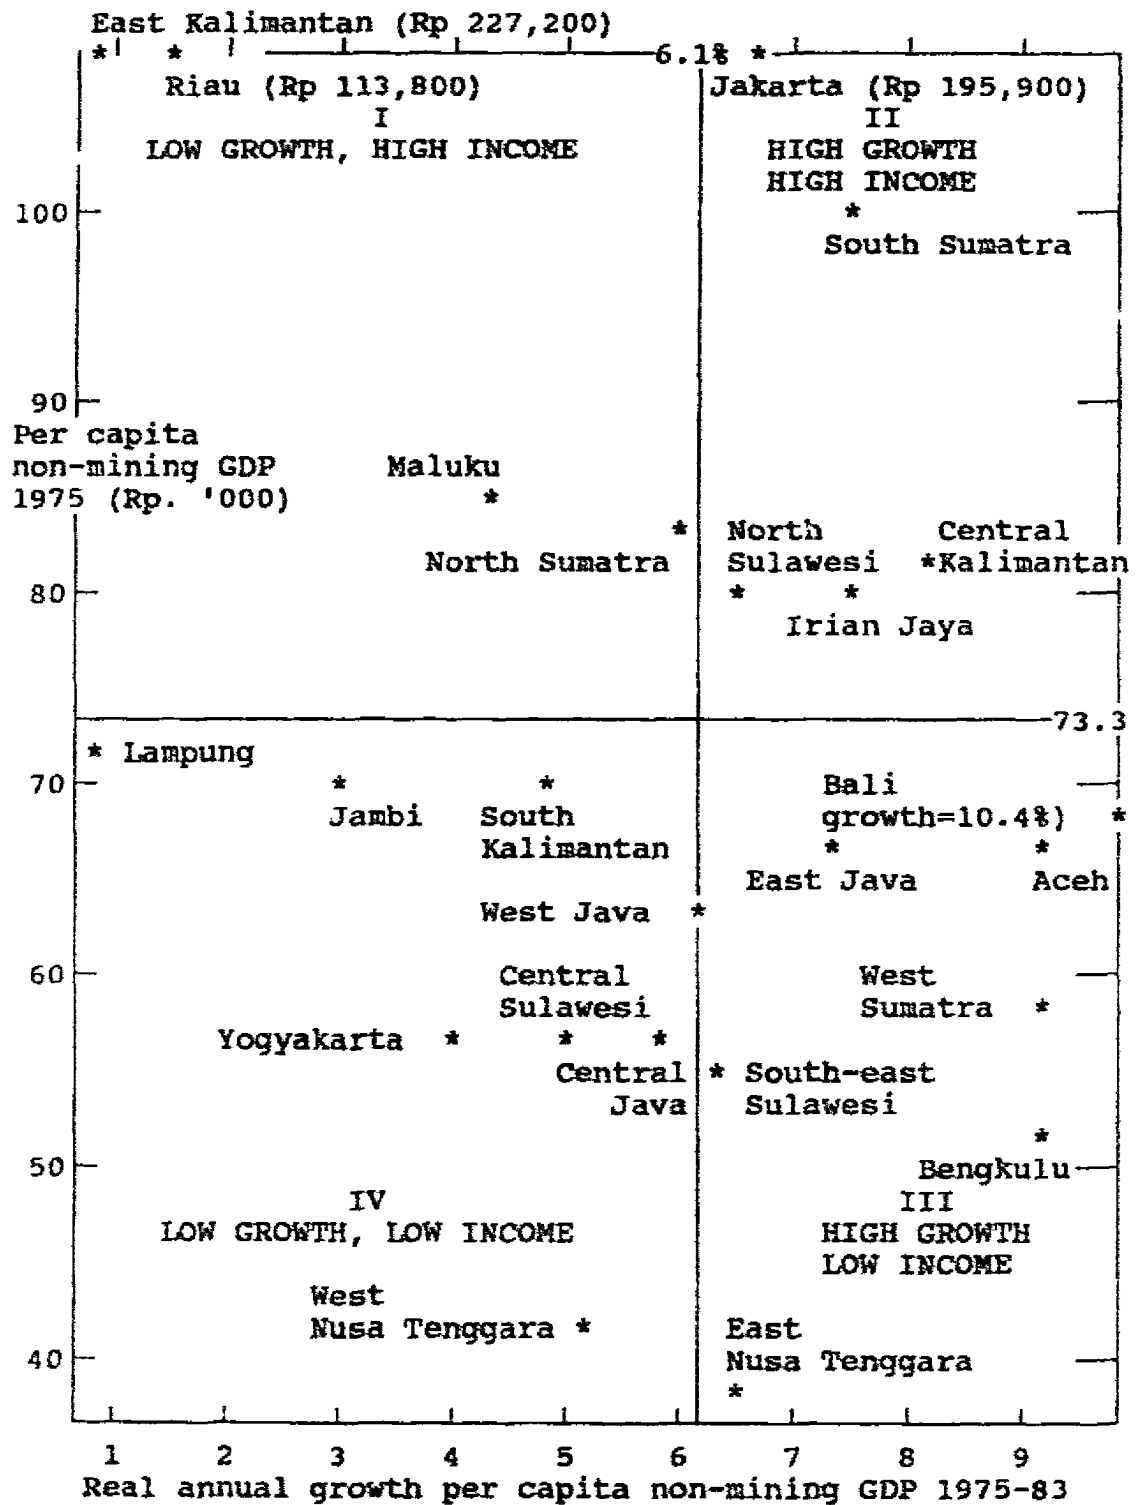 East Kalimantan (Rp 227,200)
* * 6.1% *
Riau (Rp 113,800) Jakarta (Rp 195,900)
I II
LOW GROWTH, HIGH INCOME HIGH GROWTH
HIGH INCOME
100 *
South Sumatra
90
Per capita
non-mining GDP Maluku
1975 (Rp. '000) *
* North Central
North Sumatra Sulawesi *Kalimantan
80 * *
Irian Jaya
73.3
* Lampung
70 * * Bali
Jambi South growth=10.4%) *
Kalimantan * *
East Java Aceh
West Java *
60 Central West
Sulawesi Sumatra *
Yogyakarta * * *
Central * South-east
Java Sulawesi
*
50 Bengkulu
IV III
LOW GROWTH, LOW INCOME HIGH GROWTH
LOW INCOME
West
Nusa Tenggara * East
40 Nusa Tenggara
*
1 2 3 4 5 6 7 8 9
Real annual growth per capita non-mining GDP 1975-83